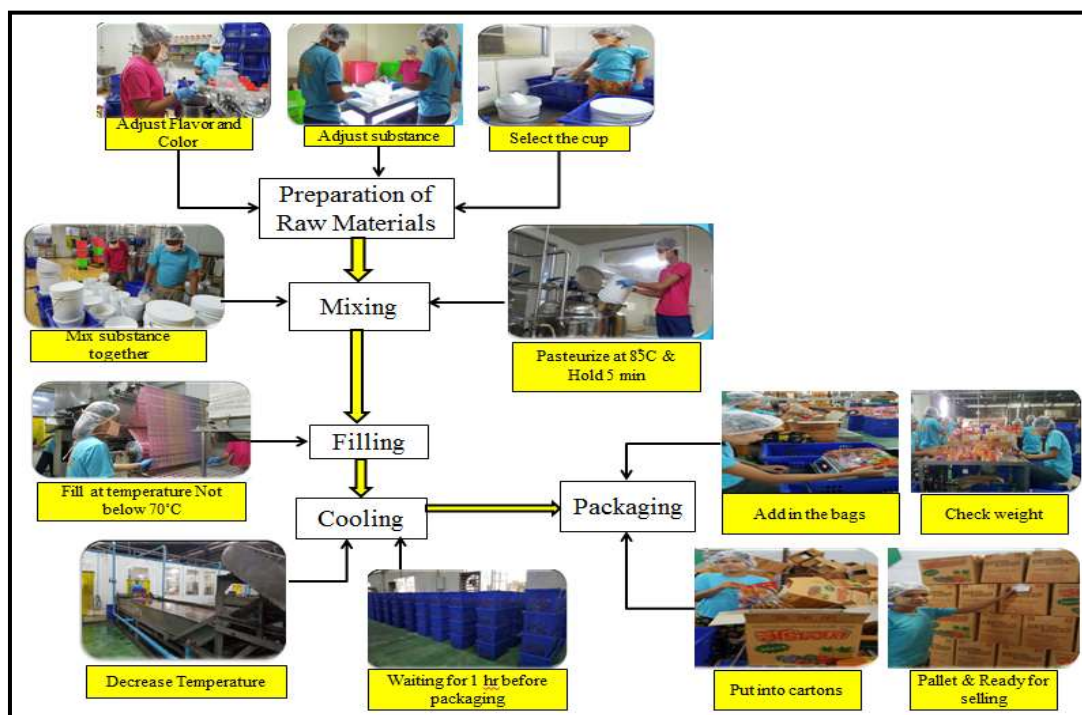 Adjust Flavor and
Color
Adjust substance
Select the cup
Preparation of
Raw Materials
Mixing
Mix substance
together
Pasteurize at 85C &
Hold 5 min
Filling
Fill at temperature Not
below 70°C
Cooling
Packaging
Add in the bags
Check weight
Decrease Temperature
Waiting for 1 hr before
packaging
Put into cartons
Pallet & Ready for
selling